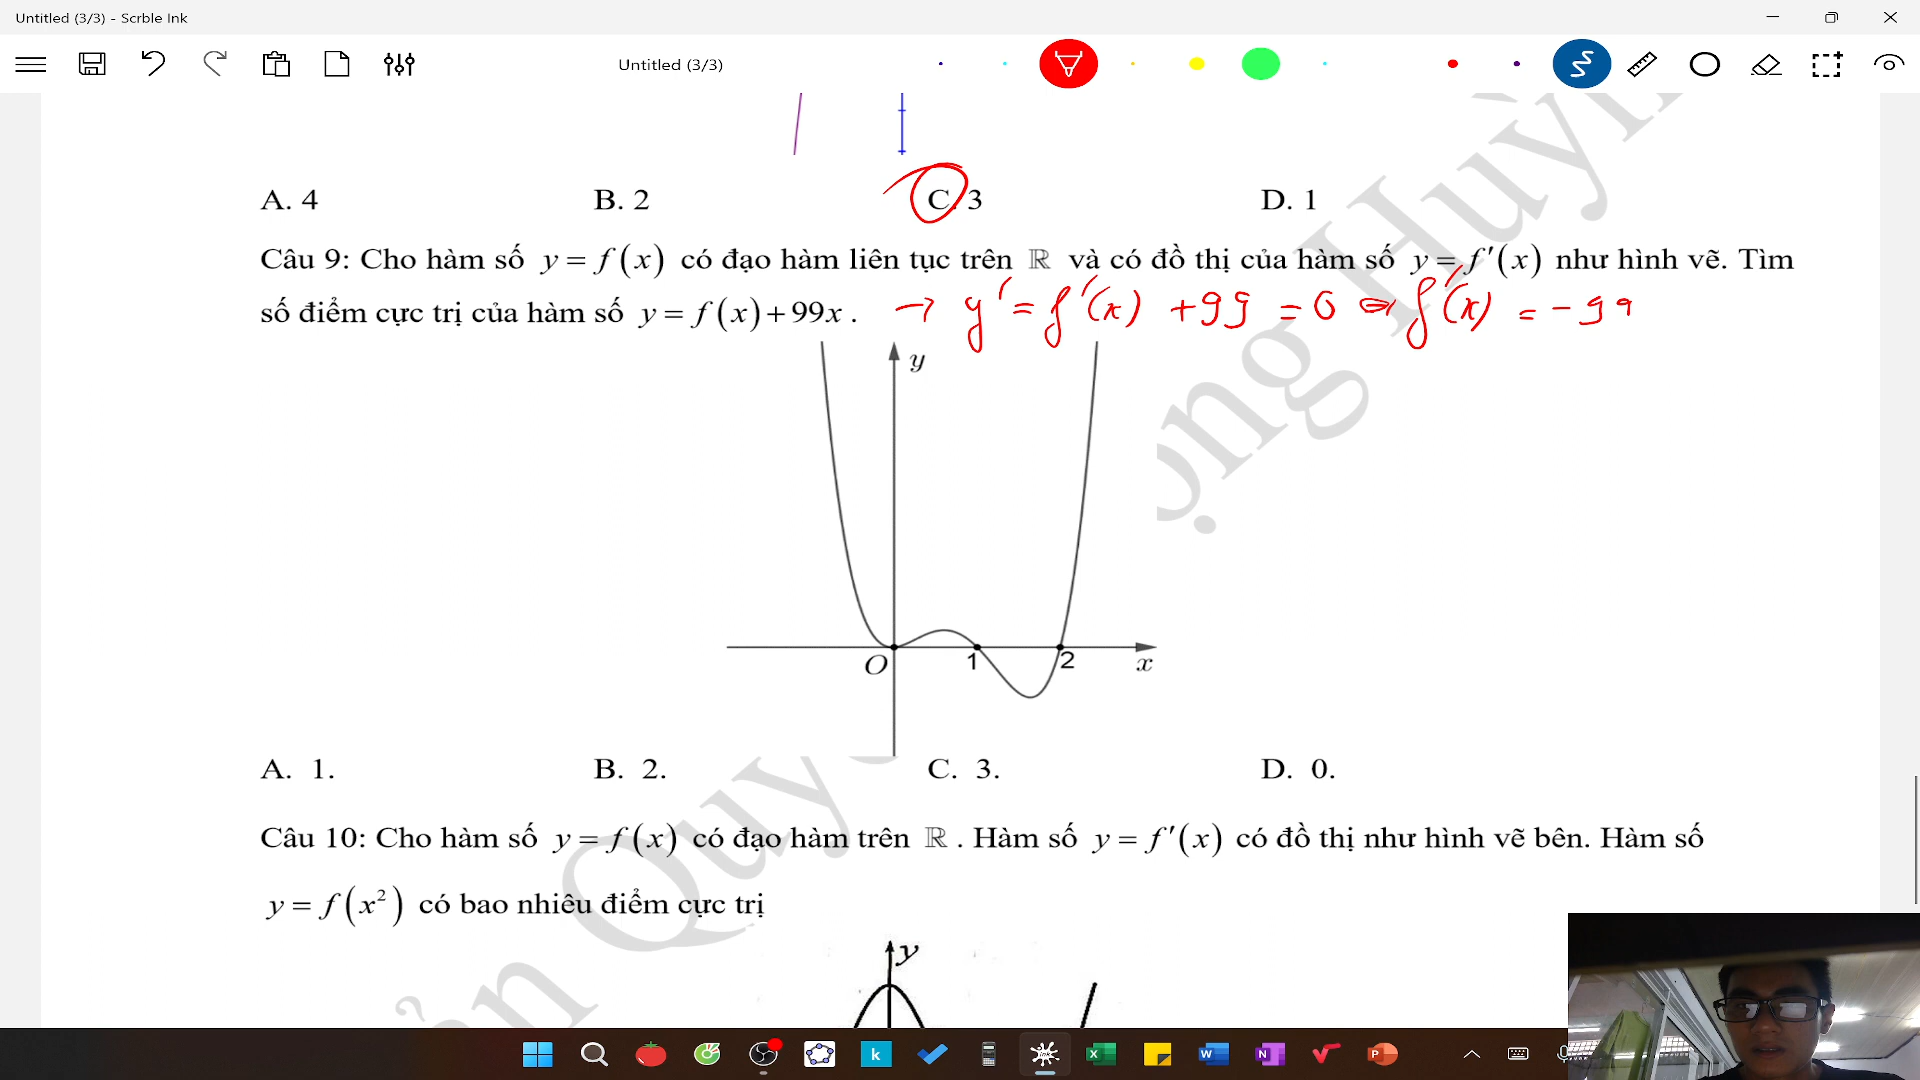 Untitled (3/3) - Scrble Ink
Untitled (3/3)
A. 4 B. 2 C. 3 D. 1
Câu 9: Cho hàm số y = f(x) có đạo hàm liên tục trên ℝ và có đồ thị của hàm số y = f′(x) như hình vẽ. Tìm
số điểm cực trị của hàm số y = f(x) + 99x . → y' = f'(x) + 99 = 0 ⇔ f'(x) = -99
y
O 1 2 x
A. 1. B. 2. C. 3. D. 0.
Câu 10: Cho hàm số y = f(x) có đạo hàm trên ℝ . Hàm số y = f′(x) có đồ thị như hình vẽ bên. Hàm số
y = f(x²) có bao nhiêu điểm cực trị
y